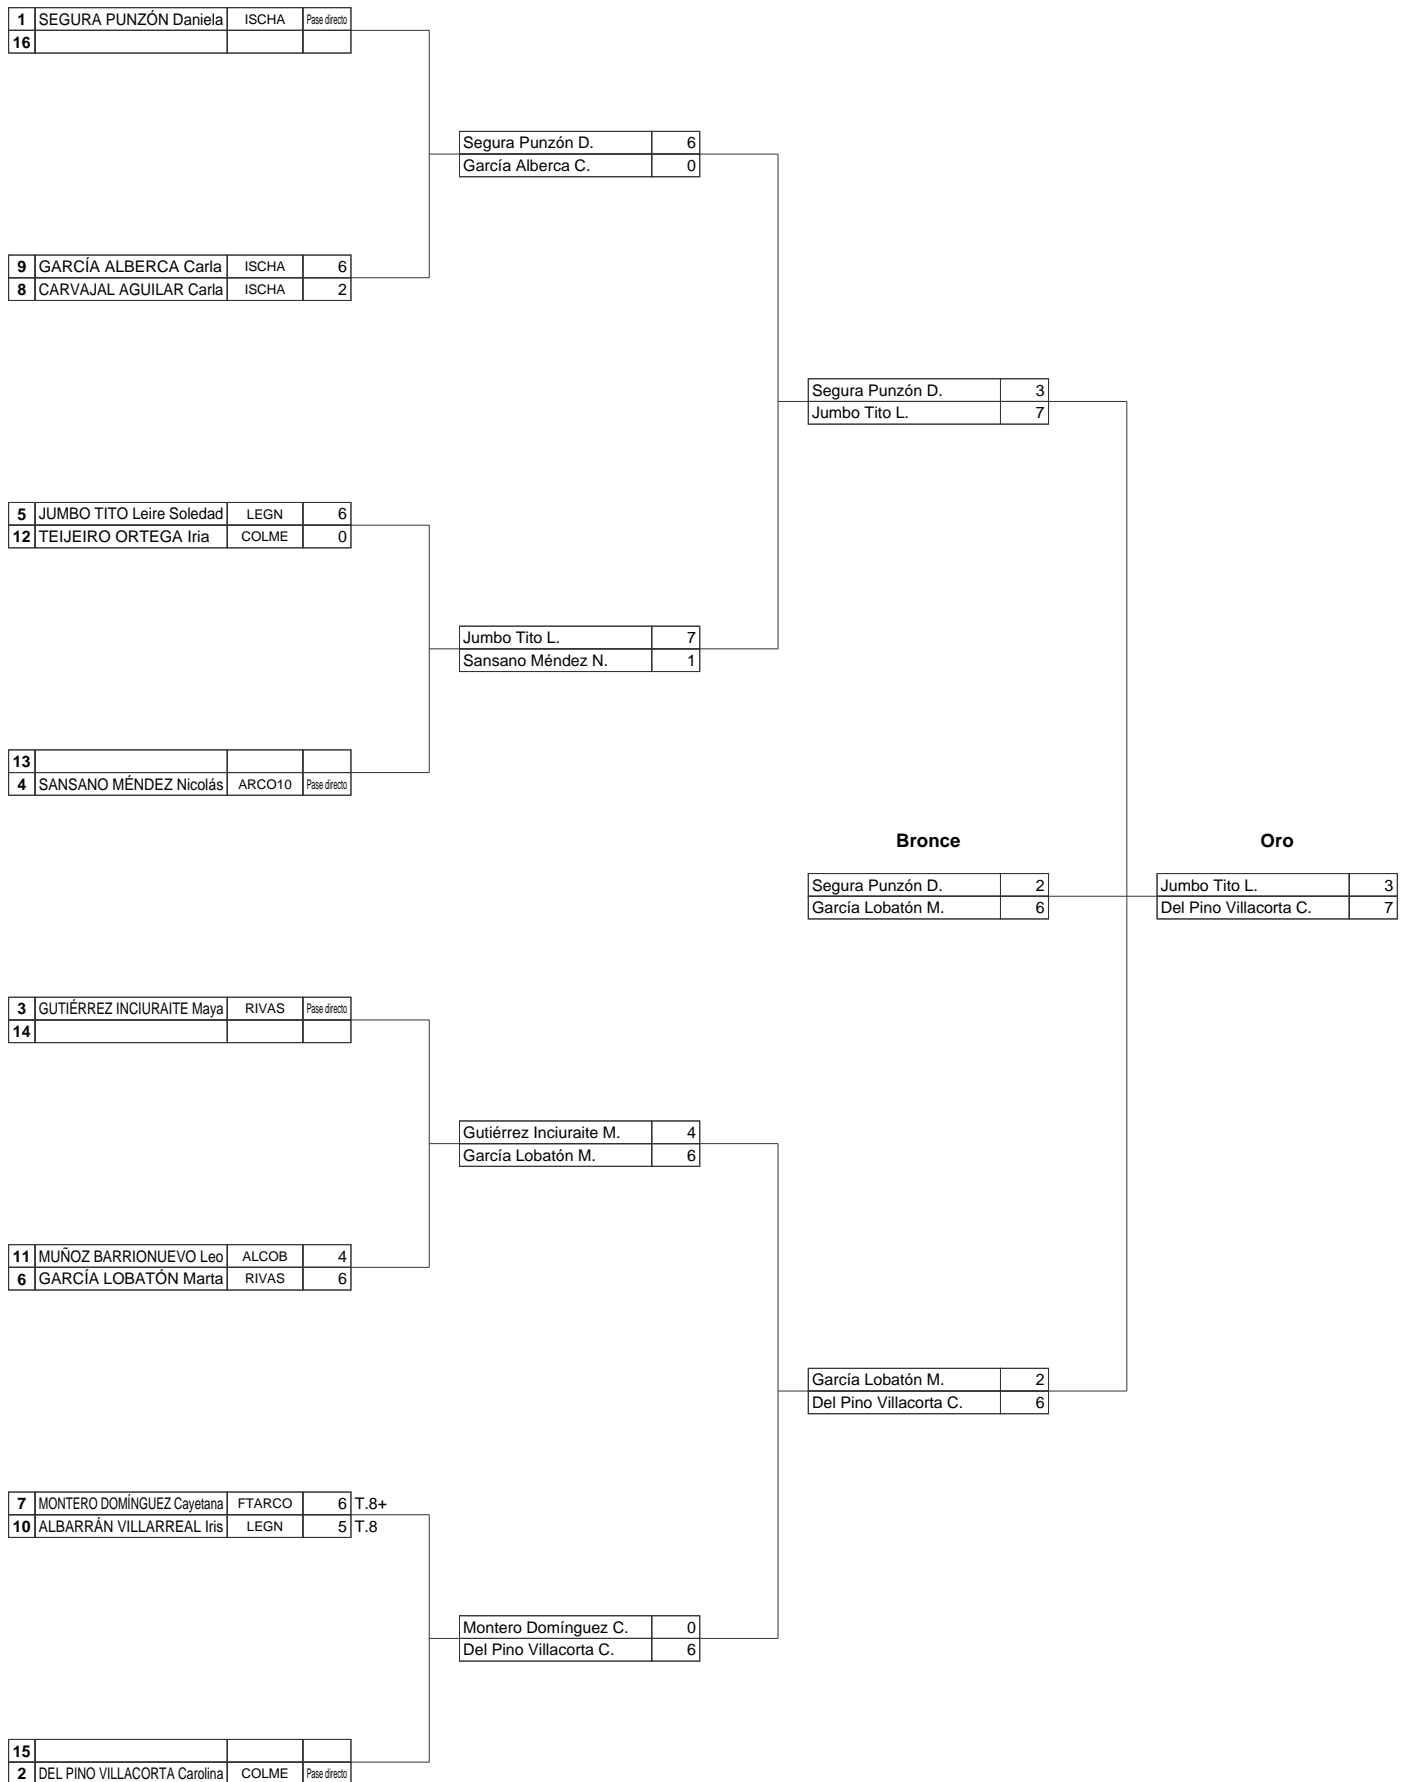 1 SEGURA PUNZÓN Daniela ISCHA Pase directo
16
Segura Punzón D. 6
García Alberca C. 0
9 GARCÍA ALBERCA Carla ISCHA 6
8 CARVAJAL AGUILAR Carla ISCHA 2
Segura Punzón D. 3
Jumbo Tito L. 7
5 JUMBO TITO Leire Soledad LEGN 6
12 TEIJEIRO ORTEGA Iria COLME 0
Jumbo Tito L. 7
Sansano Méndez N. 1
13
4 SANSANO MÉNDEZ Nicolás ARCO10 Pase directo
Bronce Oro
Segura Punzón D. 2 Jumbo Tito L. 3
García Lobatón M. 6 Del Pino Villacorta C. 7
3 GUTIÉRREZ INCIURAITE Maya RIVAS Pase directo
14
Gutiérrez Inciuraite M. 4
García Lobatón M. 6
11 MUÑOZ BARRIONUEVO Leo ALCOB 4
6 GARCÍA LOBATÓN Marta RIVAS 6
García Lobatón M. 2
Del Pino Villacorta C. 6
7 MONTERO DOMÍNGUEZ Cayetana FTARCO 6 T.8+
10 ALBARRÁN VILLARREAL Iris LEGN 5 T.8
Montero Domínguez C. 0
Del Pino Villacorta C. 6
15
2 DEL PINO VILLACORTA Carolina COLME Pase directo